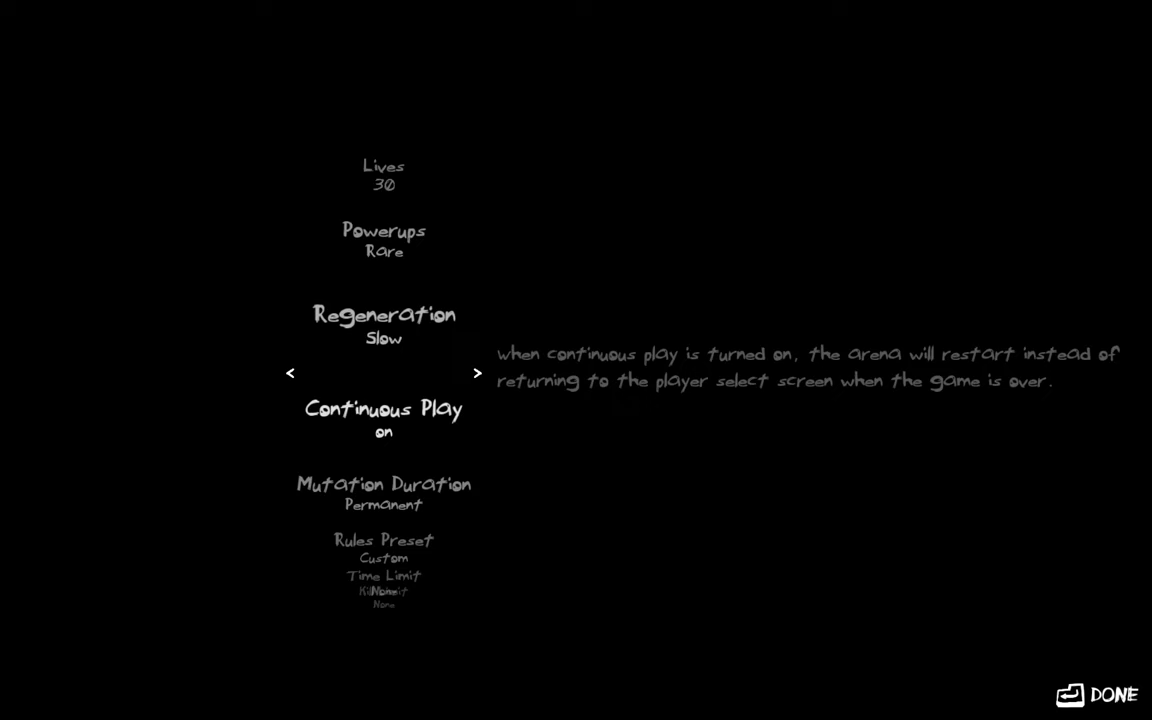 Lives
30
Powerups
Rare
Regeneration
Slow
< >
when continuous play is turned on, the arena will restart instead of
returning to the player select screen when the game is over.
Continuous Play
on
Mutation Duration
Permanent
Rules Preset
Custom
Time Limit
None
None
DONE